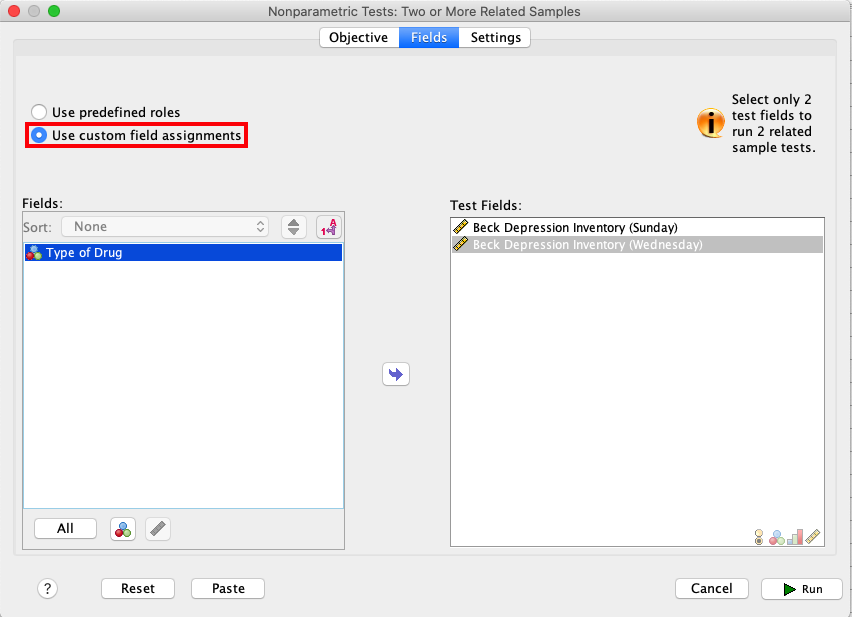 Nonparametric Tests: Two or More Related Samples
Objective
Fields
Settings
Use predefined roles
Use custom field assignments
Select only 2
test fields to
run 2 related
sample tests.
Fields:
Sort:
None
Type of Drug
Test Fields:
Beck Depression Inventory (Sunday)
Beck Depression Inventory (Wednesday)
All
?
Reset
Paste
Cancel
Run